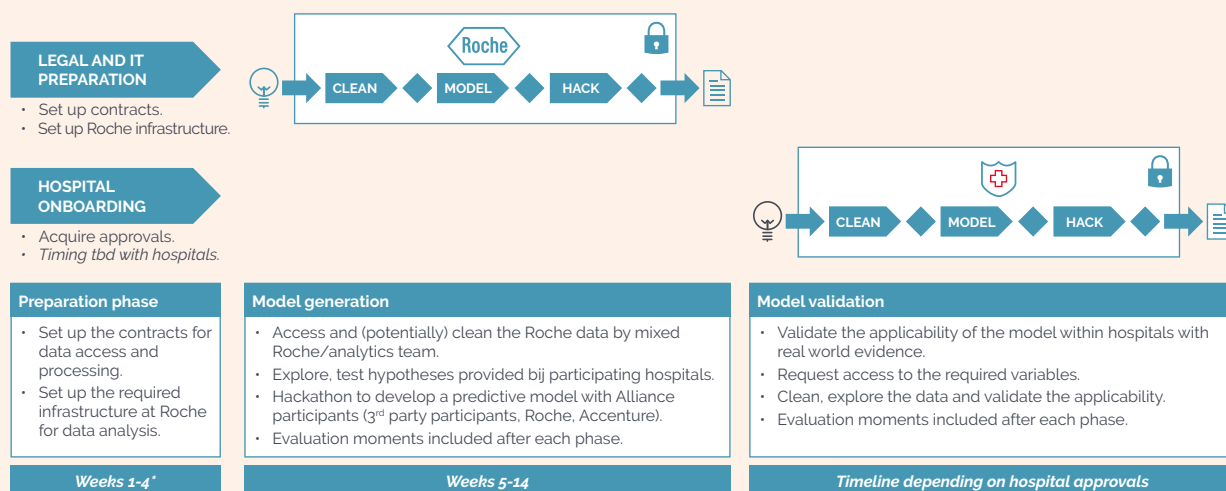 LEGAL AND IT
PREPARATION
• Set up contracts.
• Set up Roche infrastructure.
Roche
CLEAN
MODEL
HACK
HOSPITAL
ONBOARDING
• Acquire approvals.
• Timing tbd with hospitals.
CLEAN
MODEL
HACK
Preparation phase
• Set up the contracts for
data access and
processing.
• Set up the required
infrastructure at Roche
for data analysis.
Weeks 1-4*
Model generation
• Access and (potentially) clean the Roche data by mixed
Roche/analytics team.
• Explore, test hypotheses provided bij participating hospitals.
• Hackathon to develop a predictive model with Alliance
participants (3rd party participants, Roche, Accenture).
• Evaluation moments included after each phase.
Weeks 5-14
Model validation
• Validate the applicability of the model within hospitals with
real world evidence.
• Request access to the required variables.
• Clean, explore the data and validate the applicability.
• Evaluation moments included after each phase.
Timeline depending on hospital approvals